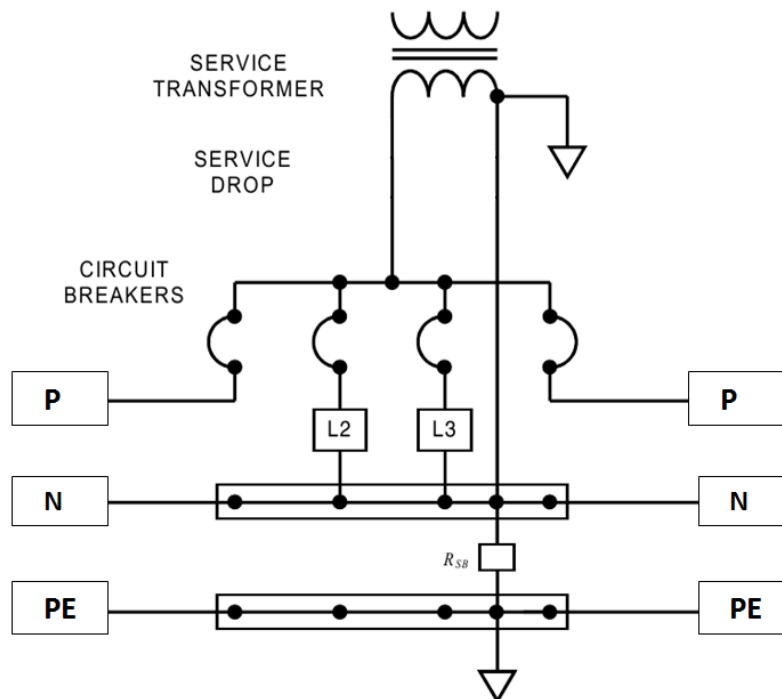 SERVICE
TRANSFORMER
SERVICE
DROP
CIRCUIT
BREAKERS
P
P
L2
L3
N
N
R_SB
PE
PE